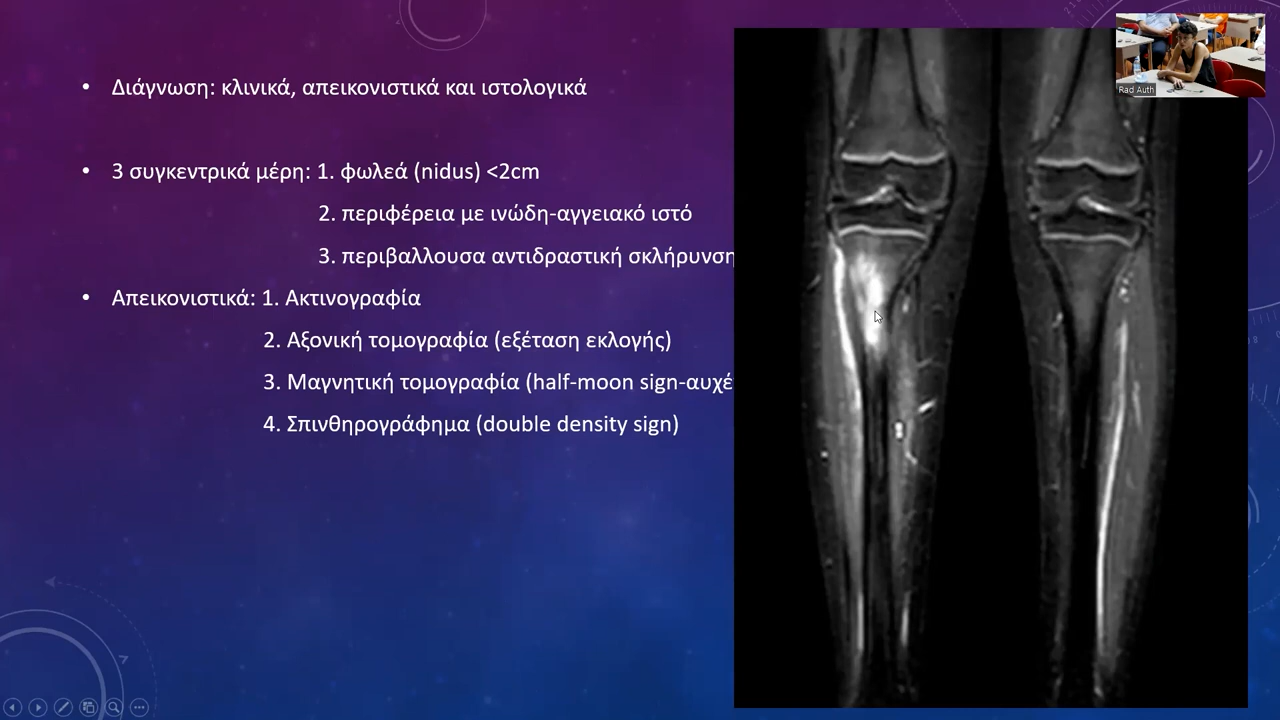 Διάγνωση: κλινικά, απεικονιστικά και ιστολογικά
3 συγκεντρικά μέρη: 1. φωλεά (nidus) <2cm
2. περιφέρεια με ινώδη-αγγειακό ιστό
3. περιβαλλουσα αντιδραστική σκλήρυνση
Απεικονιστικά: 1. Ακτινογραφία
2. Αξονική τομογραφία (εξέταση εκλογής)
3. Μαγνητική τομογραφία (half-moon sign-αυχέ
4. Σπινθηρογράφημα (double density sign)
Rad Auth